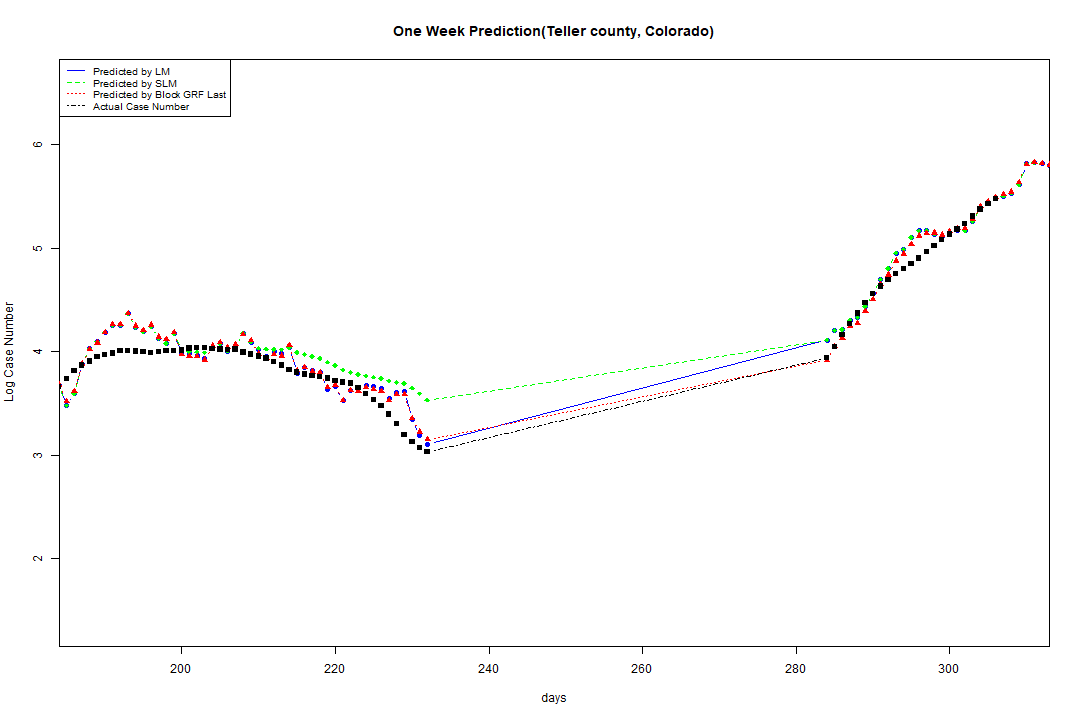 One Week Prediction(Teller county, Colorado)
Predicted by LM
Predicted by SLM
Predicted by Block GRF Last
Actual Case Number
6
5
4
3
2
Log Case Number
200 220 240 260 280 300
days